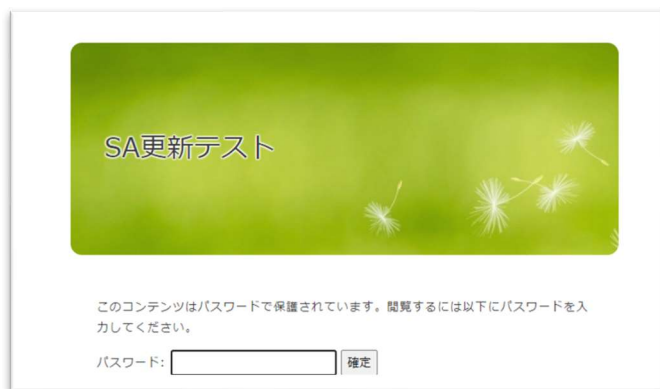 SA更新テスト
このコンテンツはパスワードで保護されています。閲覧するには以下にパスワードを入
力してください。
パスワード: 確定